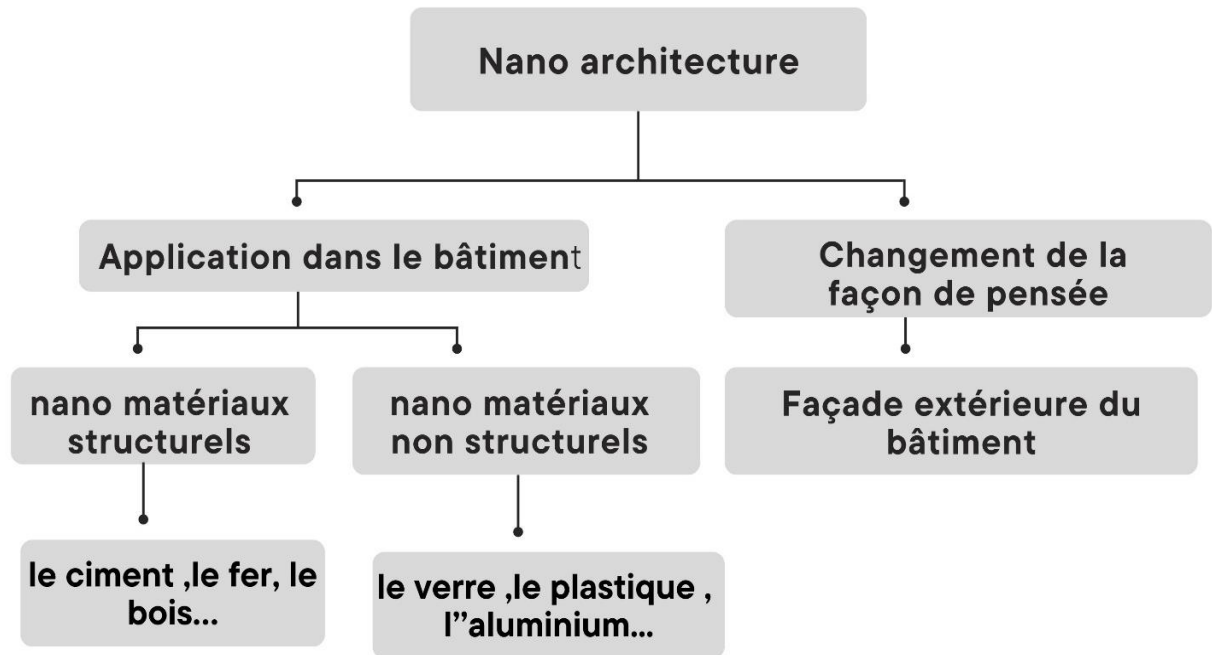 Nano architecture
Application dans le bâtiment
Changement de la
façon de pensée
nano matériaux
structurels
nano matériaux
non structurels
Façade extérieure du
bâtiment
le ciment ,le fer, le
bois...
le verre ,le plastique ,
l’’aluminium...